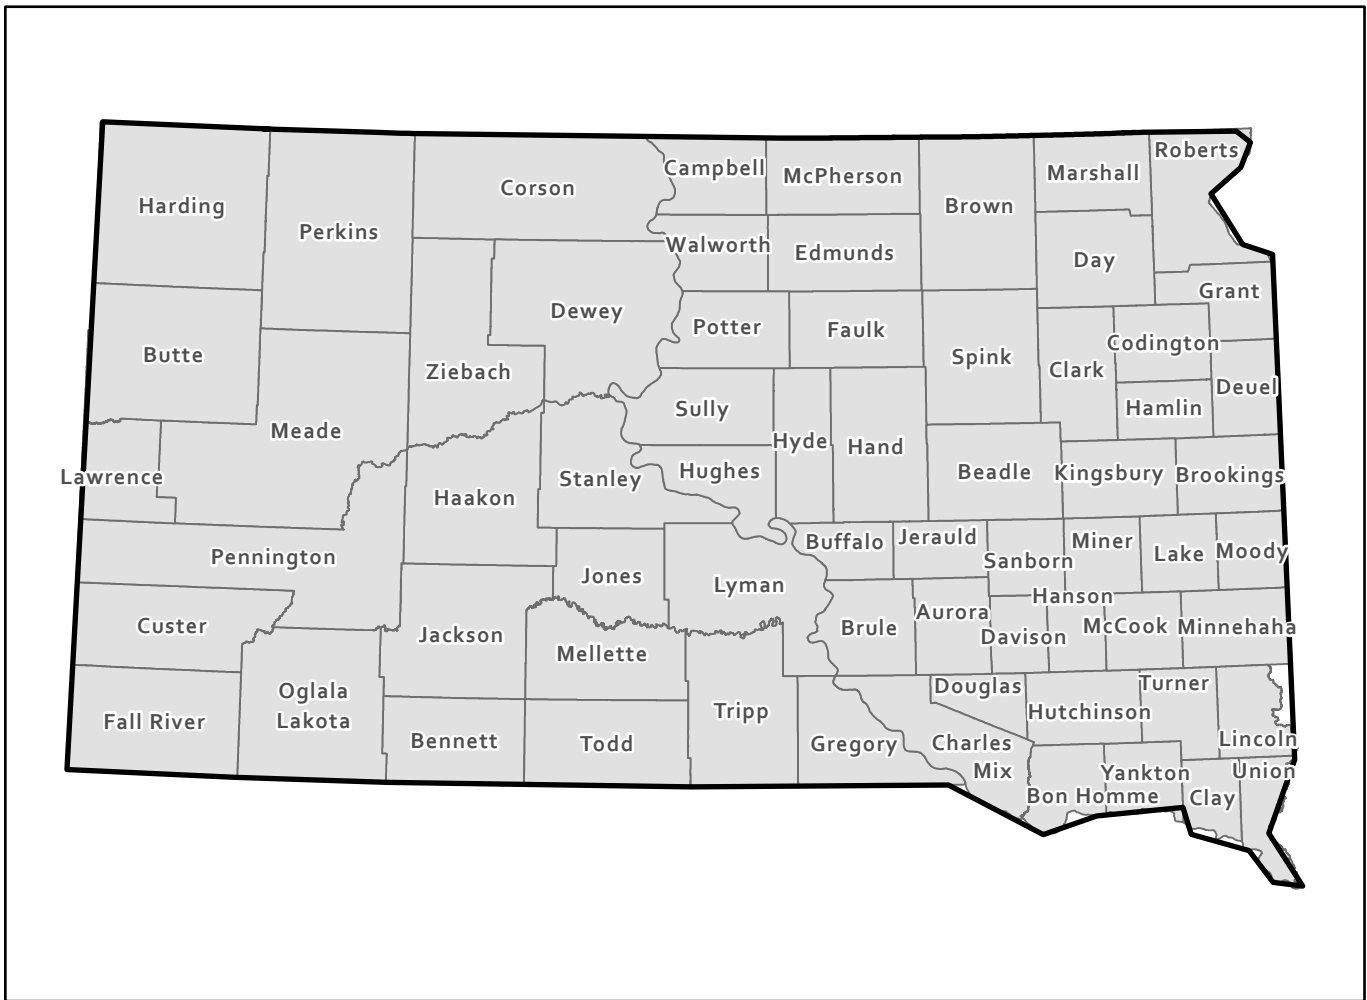 Roberts
Campbell
McPherson
Marshall
Corson
Harding
Brown
Perkins
Walworth
Edmunds
Day
Grant
Dewey
Potter
Faulk
Codington
Butte
Spink
Ziebach
Clark
Deuel
Sully
Hamlin
Meade
Hyde
Hand
Lawrence
Stanley
Hughes
Beadle
Kingsbury
Brookings
Haakon
Buffalo
Jerauld
Miner
Pennington
Sanborn
Lake
Moody
Jones
Lyman
Hanson
Custer
Jackson
Brule
Aurora
Davison
McCook
Minnehaha
Mellette
Oglala
Lakota
Douglas
Turner
Fall River
Tripp
Hutchinson
Bennett
Todd
Gregory
Charles
Mix
Lincoln
Yankton
Union
Bon Homme
Clay